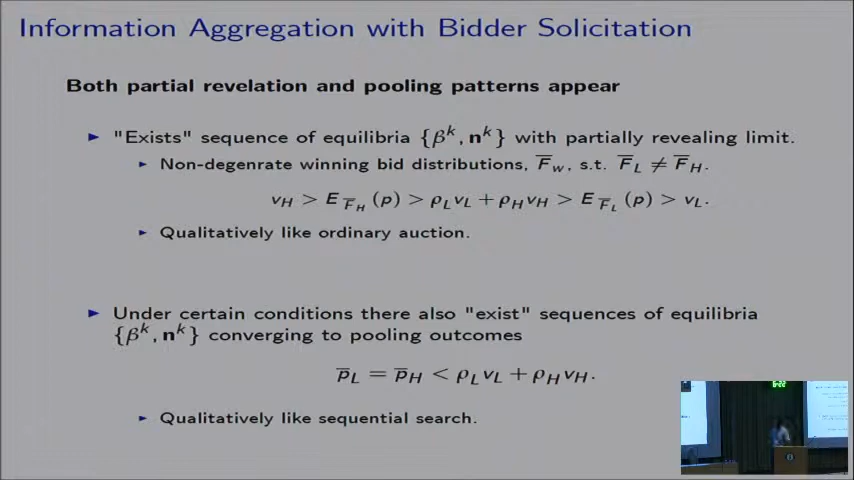 Information Aggregation with Bidder Solicitation
Both partial revelation and pooling patterns appear
"Exists" sequence of equilibria {β^k, n^k} with partially revealing limit.
Non-degenrate winning bid distributions, F̅_w, s.t. F̅_L ≠ F̅_H.
v_H > E_{F̅_H}(p) > ρ_L v_L + ρ_H v_H > E_{F̅_L}(p) > v_L.
Qualitatively like ordinary auction.
Under certain conditions there also "exist" sequences of equilibria
{β^k, n^k} converging to pooling outcomes
p̅_L = p̅_H < ρ_L v_L + ρ_H v_H.
Qualitatively like sequential search.